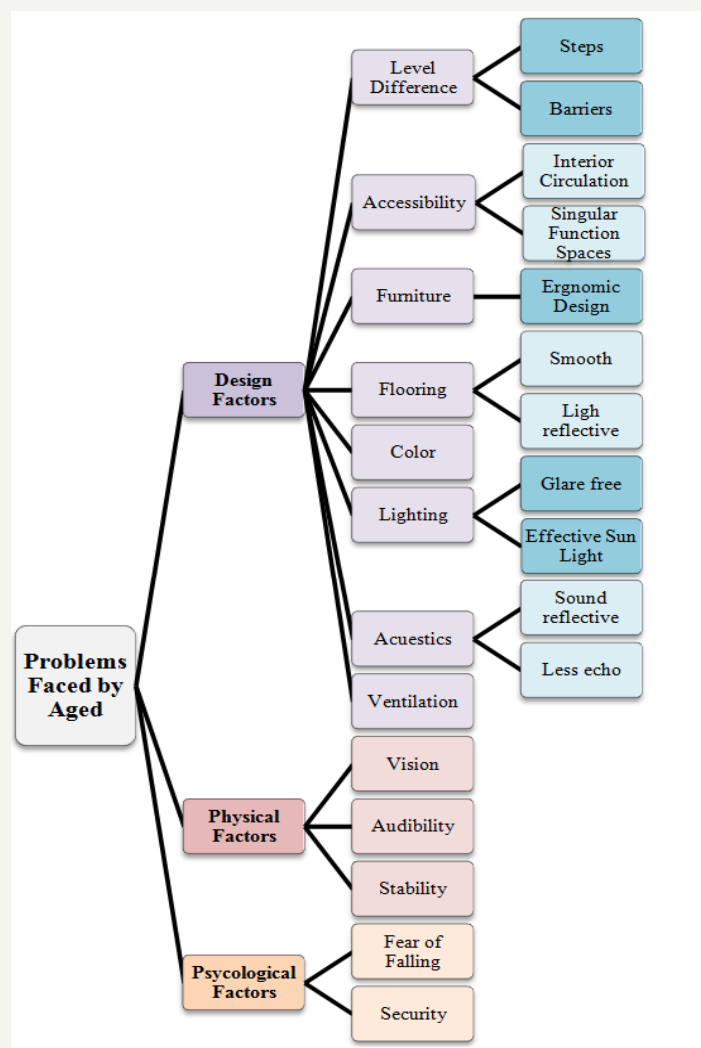 Problems
Faced by
Aged
Design
Factors
Level
Difference
Steps
Barriers
Accessibility
Interior
Circulation
Singular
Function
Spaces
Furniture
Ergnomic
Design
Flooring
Smooth
Ligh
reflective
Color
Lighting
Glare free
Effective Sun
Light
Acuestics
Sound
reflective
Less echo
Ventilation
Physical
Factors
Vision
Audibility
Stability
Psycological
Factors
Fear of
Falling
Security